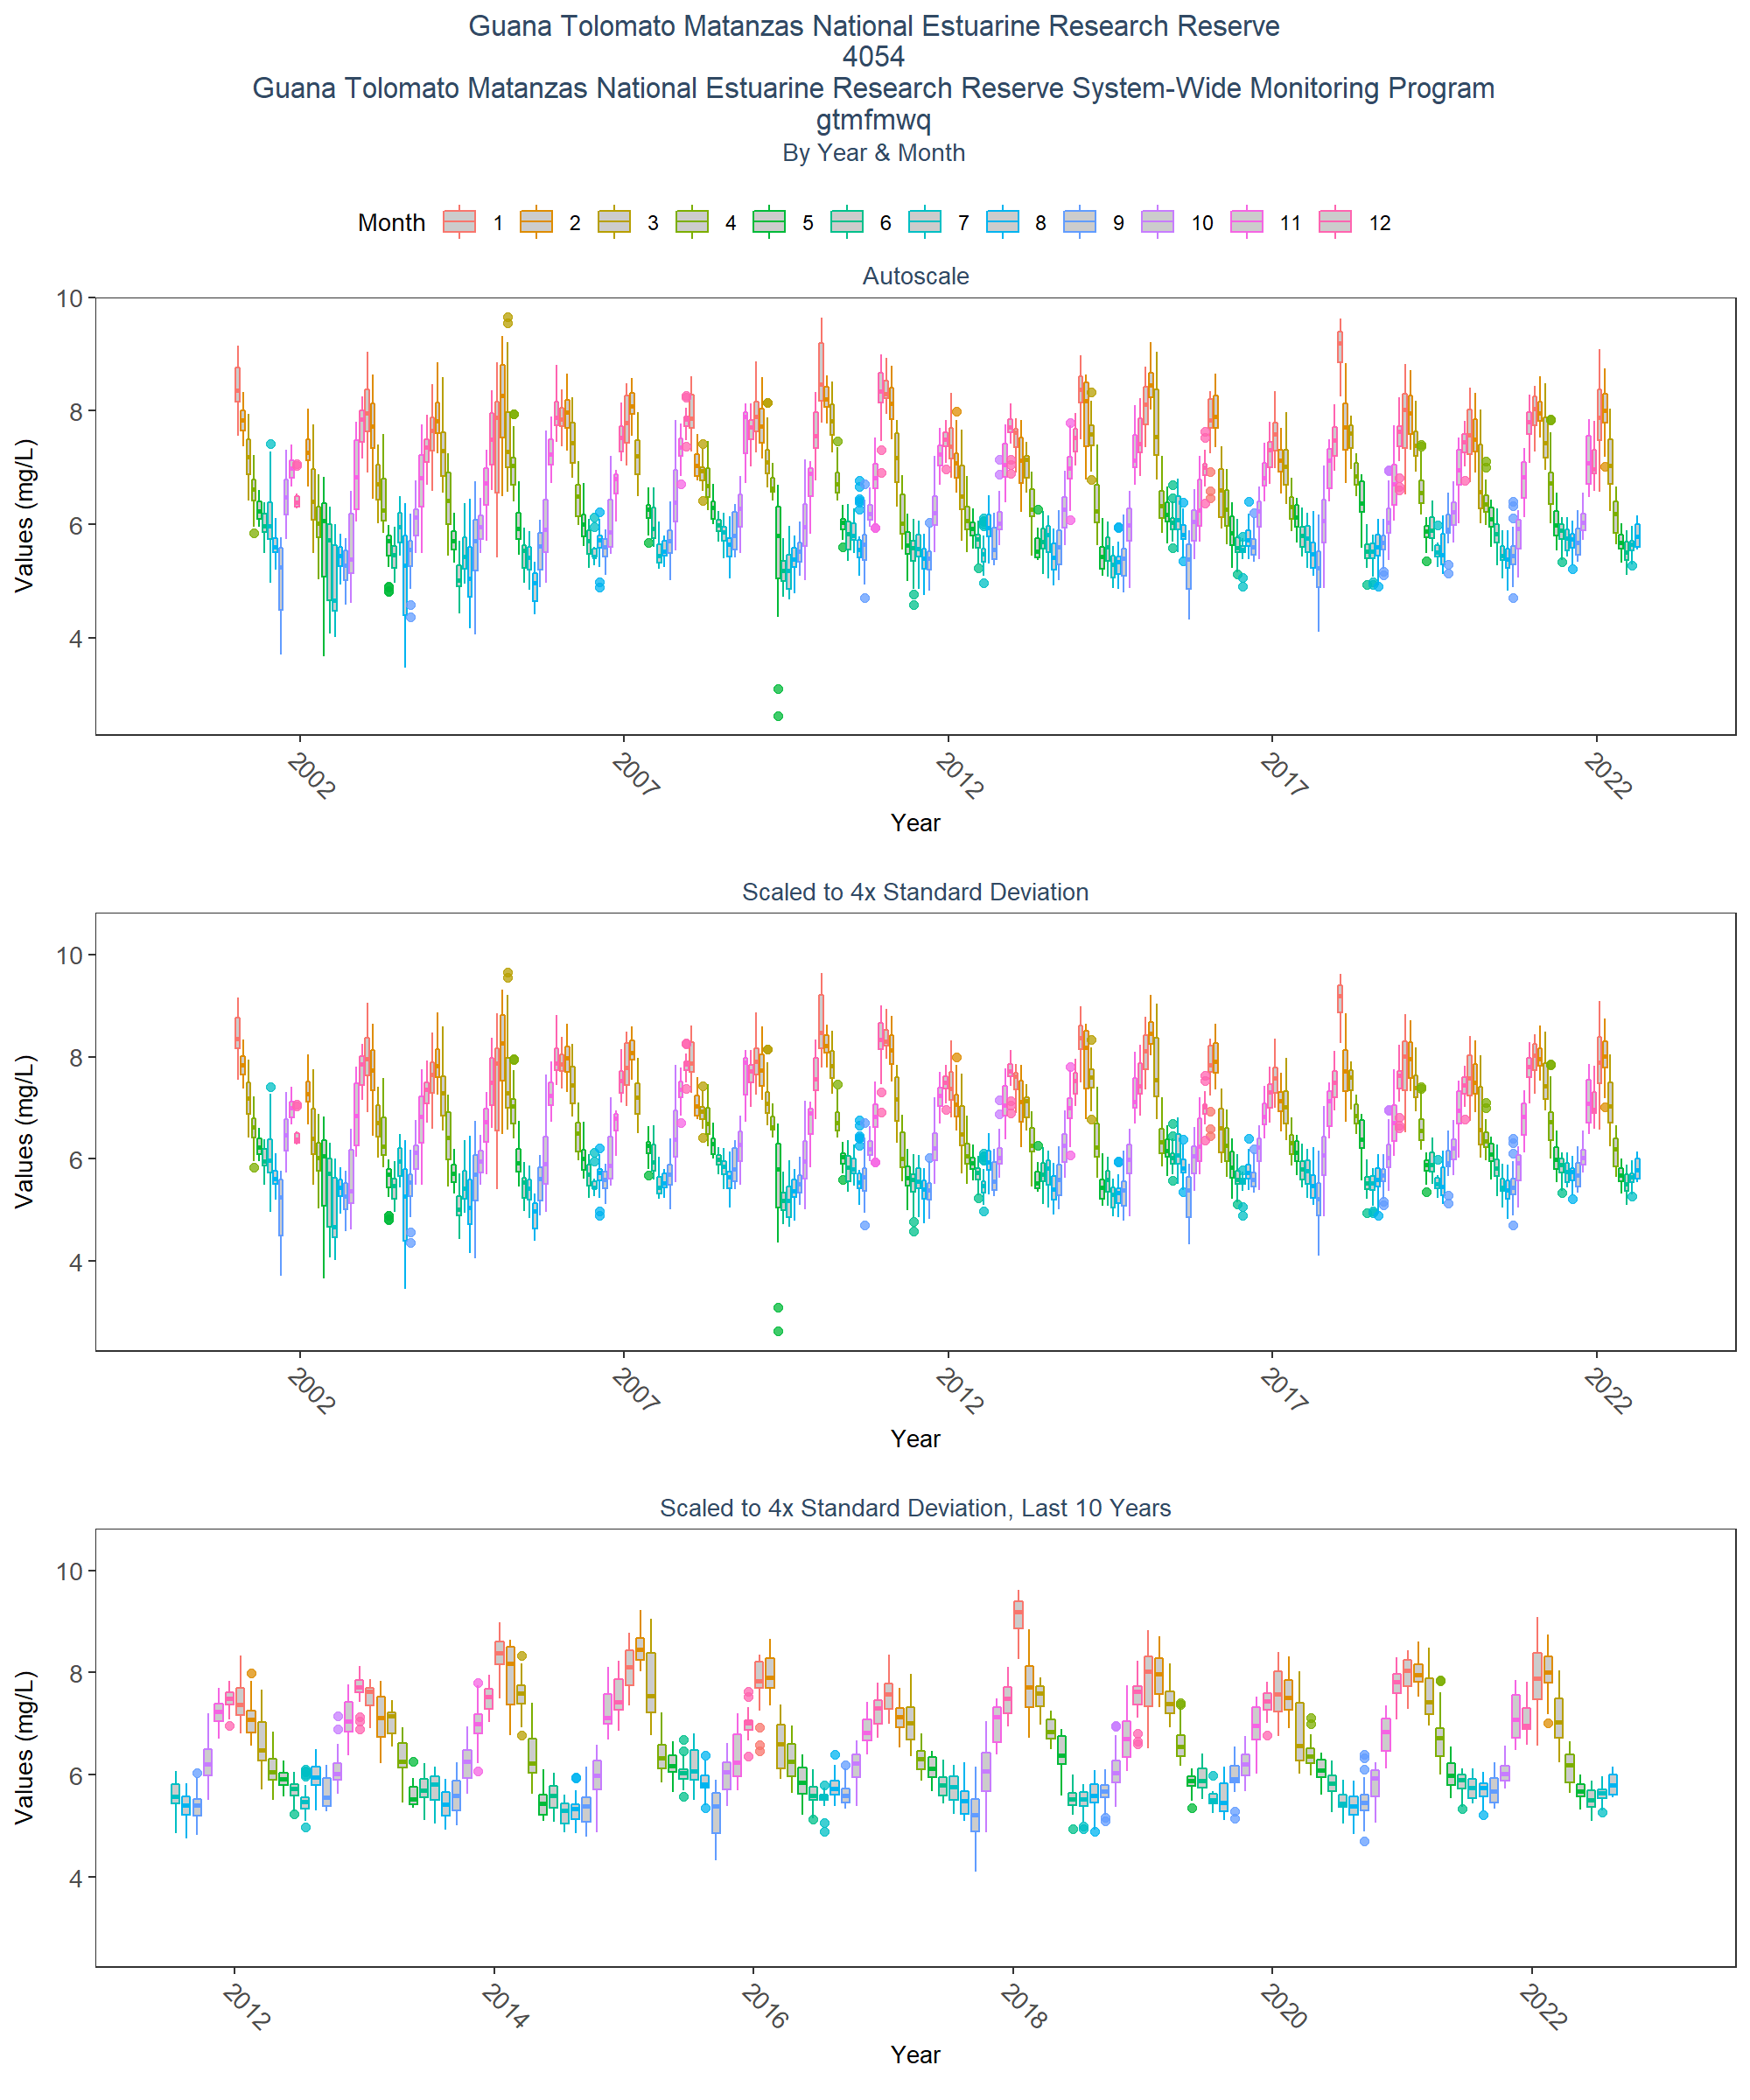 Guana Tolomato Matanzas National Estuarine Research Reserve
4054
Guana Tolomato Matanzas National Estuarine Research Reserve System-Wide Monitoring Program
gtmfmwq
By Year & Month
Month 1 2 3 4 5 6 7 8 9 10 11 12
Autoscale
Values (mg/L)
10
8
6
4
2002 2007 2012 2017 2022
Year
Scaled to 4x Standard Deviation
Values (mg/L)
10
8
6
4
2002 2007 2012 2017 2022
Year
Scaled to 4x Standard Deviation, Last 10 Years
Values (mg/L)
10
8
6
4
2012 2014 2016 2018 2020 2022
Year